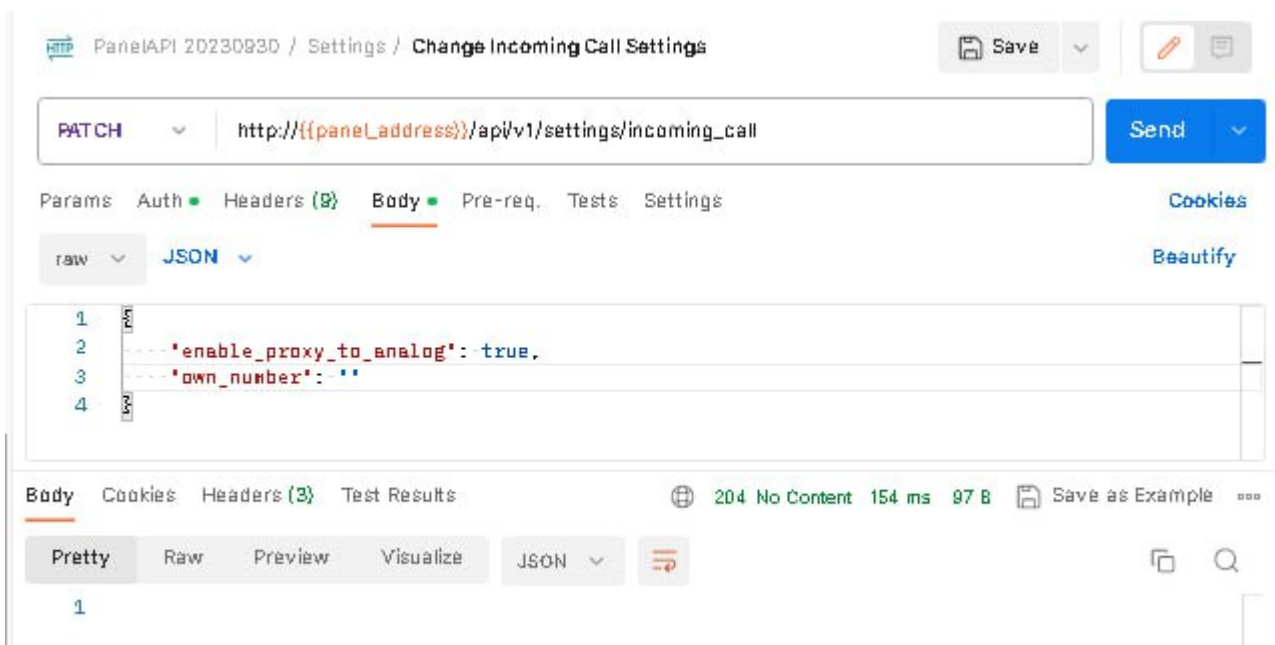 HTTP PanelAPI 20230930 / Settings / Change Incoming Call Settings Save
PATCH http://{{panel_address}}/api/v1/settings/incoming_call Send
Params Auth Headers (9) Body Pre-req. Tests Settings Cookies
raw JSON Beautify
1 {
2 "enable_proxy_to_analog": true,
3 "own_number": ""
4 }
Body Cookies Headers (3) Test Results 204 No Content 154 ms 97 B Save as Example
Pretty Raw Preview Visualize JSON
1